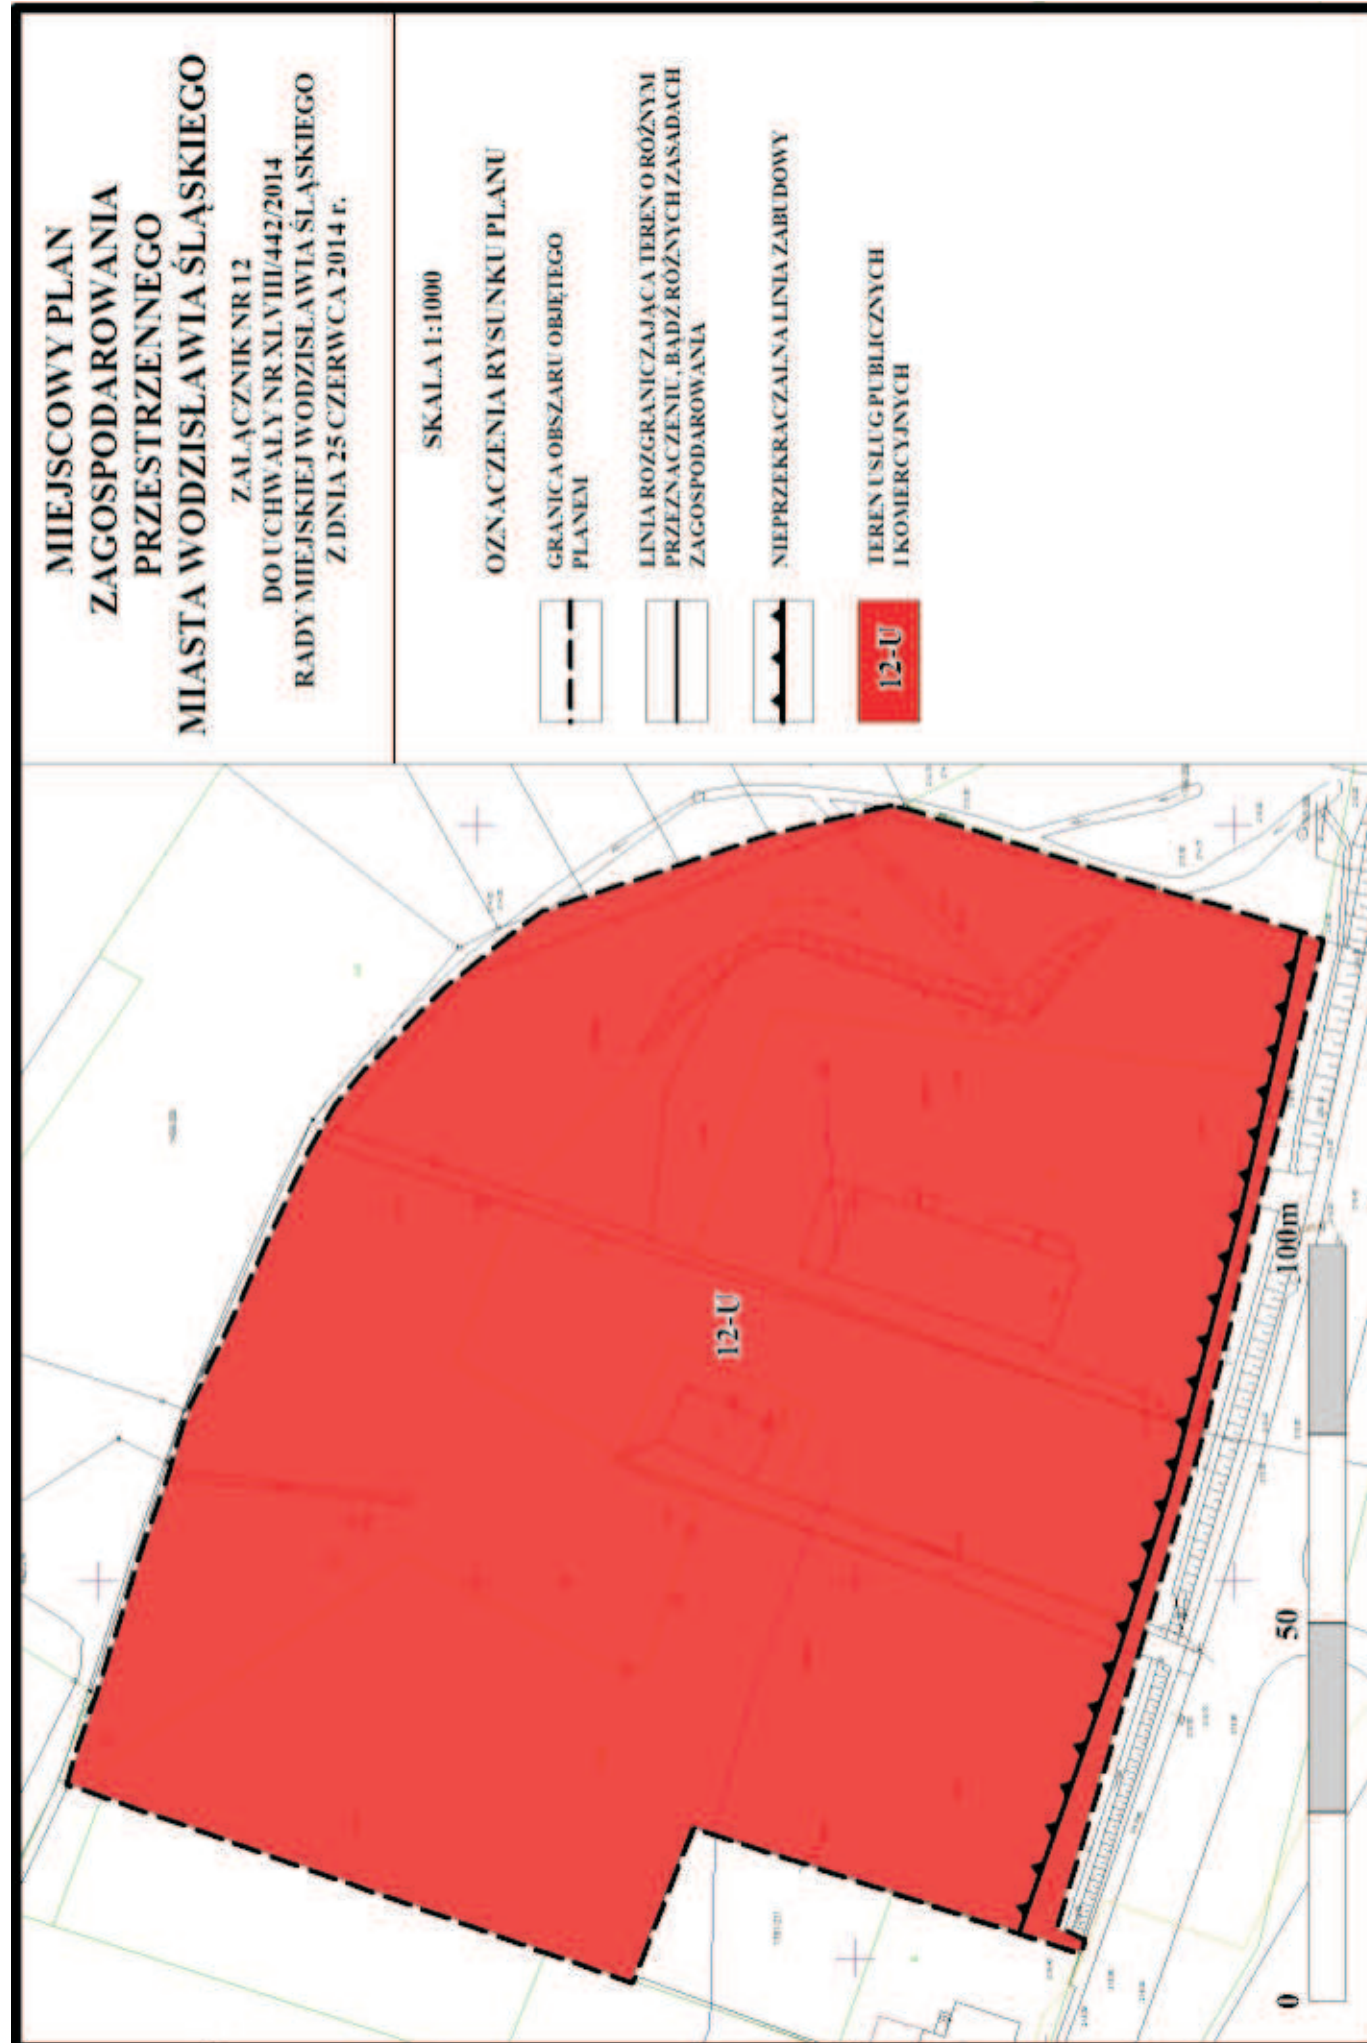 MIEJSCOWY PLAN
ZAGOSPODAROWANIA
PRZESTRZENNEGO
MIASTA WODZISŁAWIA ŚLĄSKIEGO
ZAŁĄCZNIK NR 12
DO UCHWAŁY NR XLVIII/442/2014
RADY MIEJSKIEJ WODZISŁAWIA ŚLĄSKIEGO
Z DNIA 25 CZERWCA 2014 r.
SKALA 1:1000
OZNACZENIA RYSUNKU PLANU
GRANICA OBSZARU OBJĘTEGO
PLANEM
LINIA ROZGRANICZAJĄCA TEREN O RÓŻNYM
PRZEZNACZENIU, BĄDŹ RÓŻNYCH ZASADACH
ZAGOSPODAROWANIA
NIEPRZEKRACZALNA LINIA ZABUDOWY
12-U
TEREN USŁUG PUBLICZNYCH
I KOMERCYJNYCH
12-U
0
50
100m